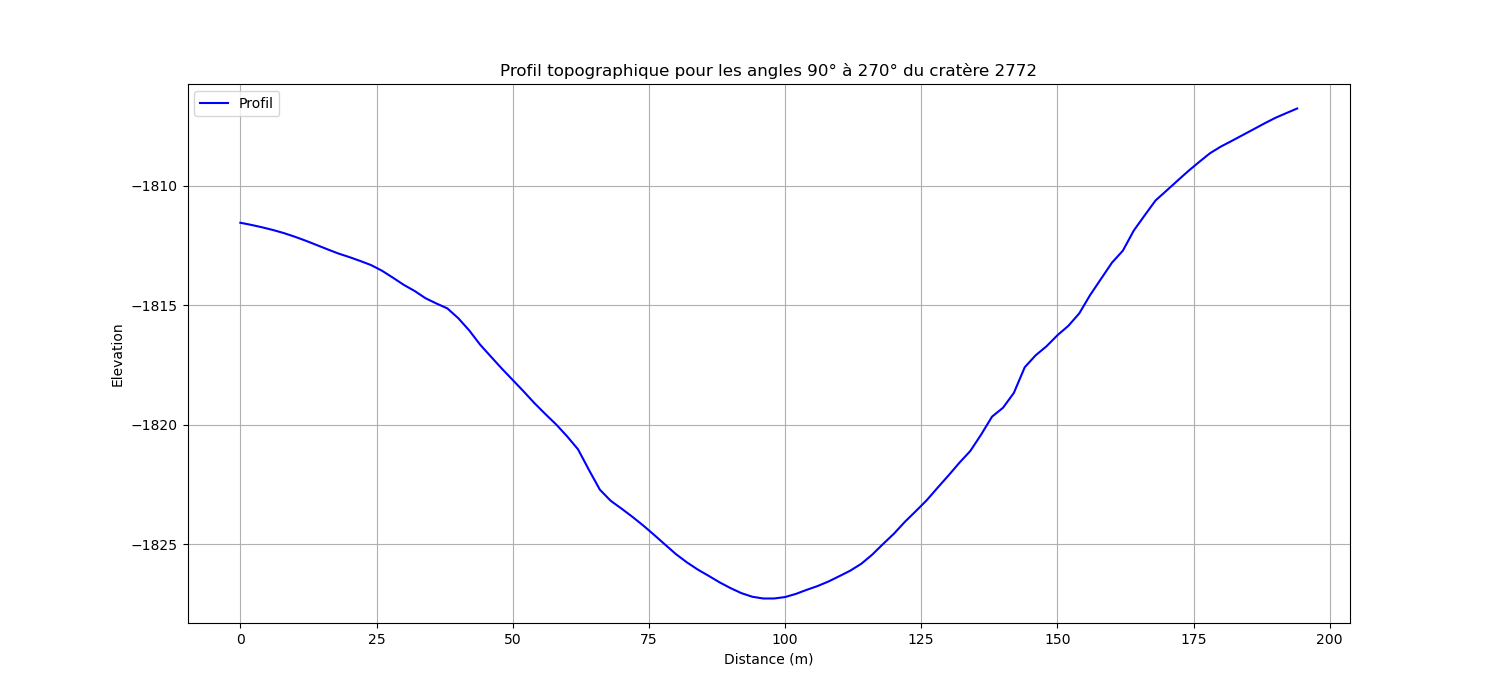 Profil topographique pour les angles 90° à 270° du cratère 2772
Profil
Elevation
−1810
−1815
−1820
−1825
0 25 50 75 100 125 150 175 200
Distance (m)